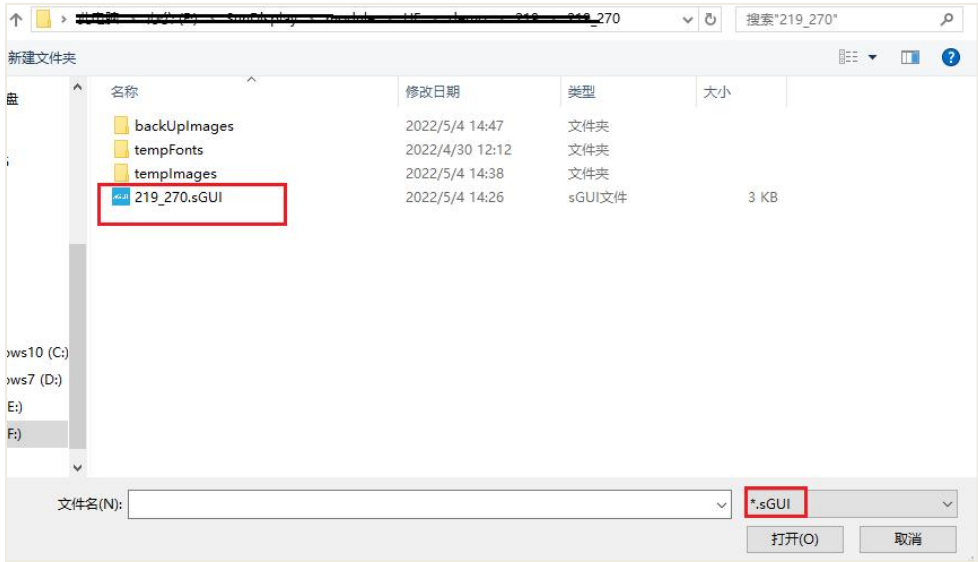 219_270
搜索"219_270"
新建文件夹
名称 修改日期 类型 大小
盘
backUpImages 2022/5/4 14:47 文件夹
tempFonts 2022/4/30 12:12 文件夹
tempImages 2022/5/4 14:38 文件夹
219_270.sGUI 2022/5/4 14:26 sGUI文件 3 KB
ows10 (C:)
ows7 (D:)
E:)
F:)
文件名(N):
*.sGUI
打开(O) 取消